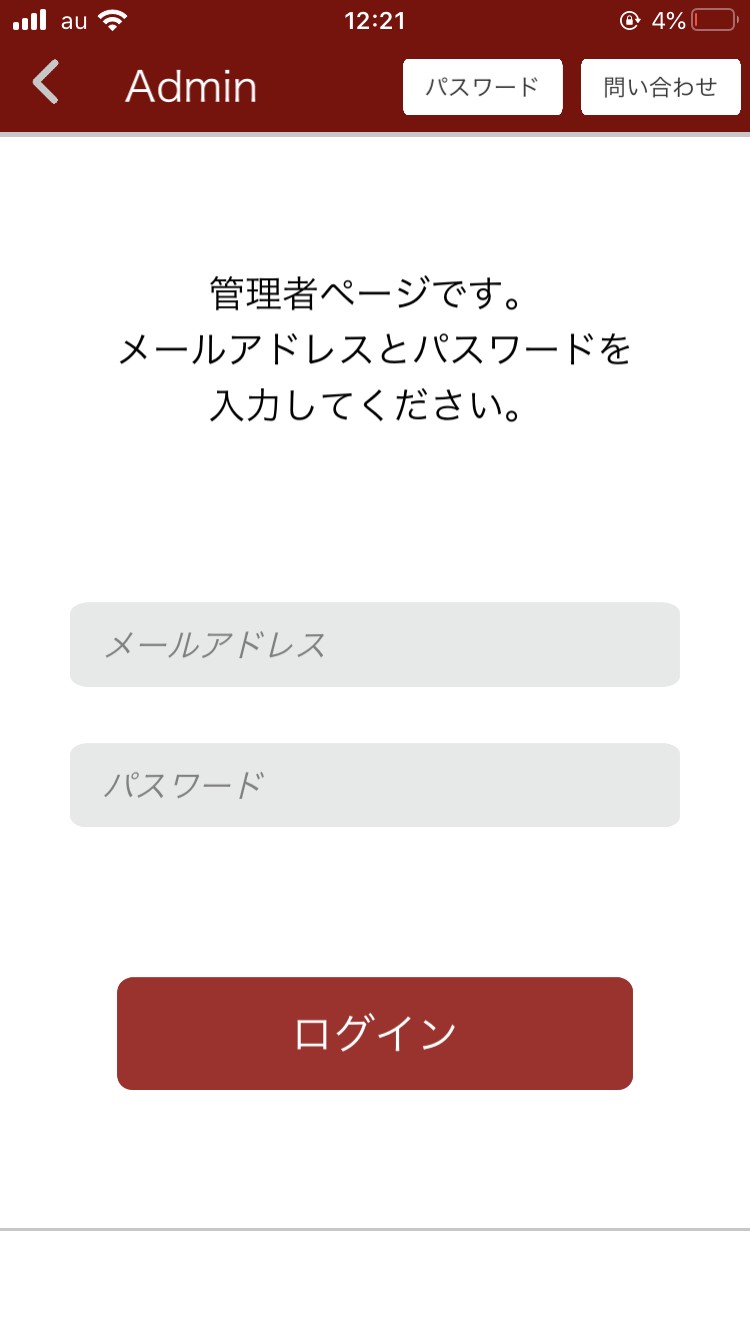 au 12:21 4%
Admin パスワード 問い合わせ
管理者ページです。
メールアドレスとパスワードを
入力してください。
メールアドレス
パスワード
ログイン